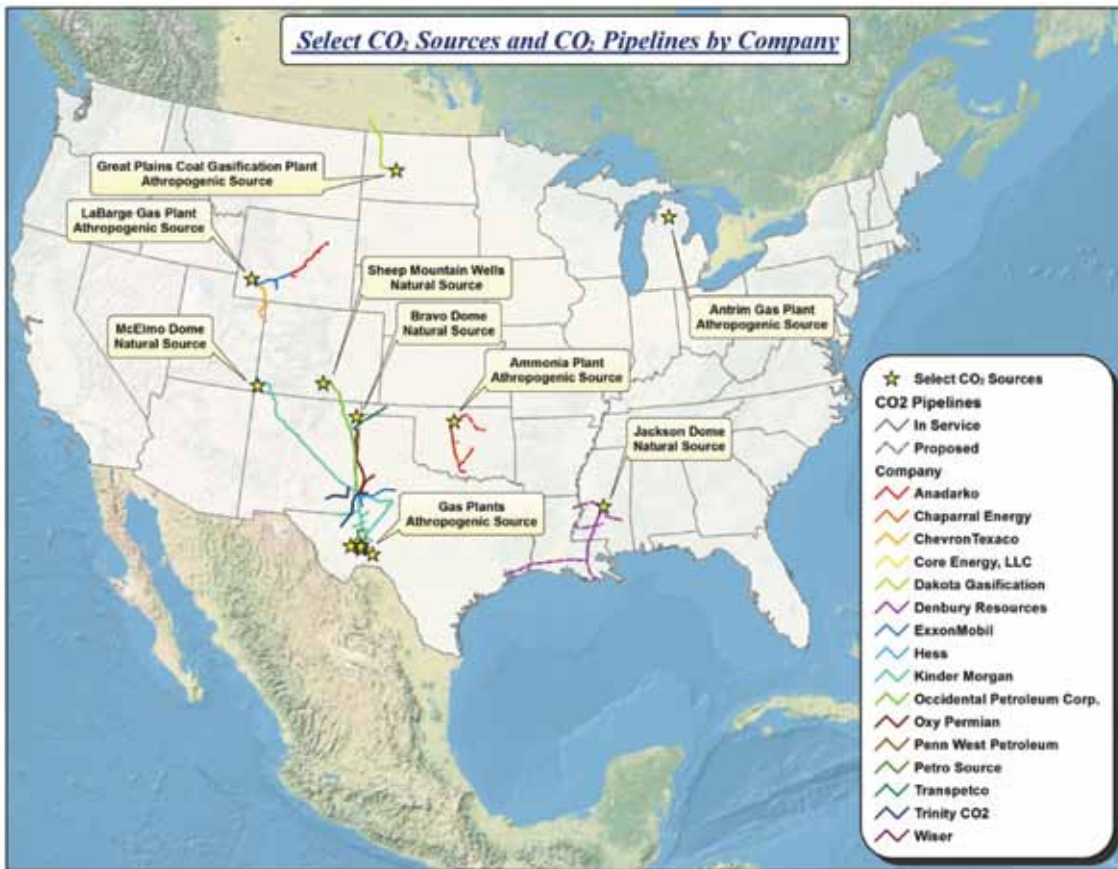 Select CO₂ Sources and CO₂ Pipelines by Company
Great Plains Coal Gasification Plant
Athropogenic Source
LaBarge Gas Plant
Athropogenic Source
Sheep Mountain Wells
Natural Source
McElmo Dome
Natural Source
Bravo Dome
Natural Source
Antrim Gas Plant
Athropogenic Source
Ammonia Plant
Athropogenic Source
Jackson Dome
Natural Source
Gas Plants
Athropogenic Source
Select CO₂ Sources
CO2 Pipelines
In Service
Proposed
Company
Anadarko
Chaparral Energy
ChevronTexaco
Core Energy, LLC
Dakota Gasification
Denbury Resources
ExxonMobil
Hess
Kinder Morgan
Occidental Petroleum Corp.
Oxy Permian
Penn West Petroleum
Petro Source
Transpetco
Trinity CO2
Wiser